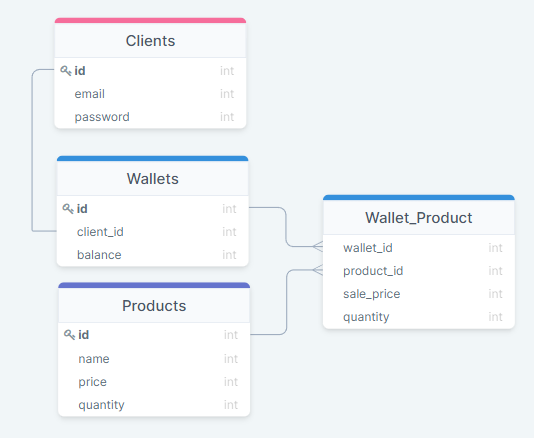 Clients
id int
email int
password int
Wallets
id int
client_id int
balance int
Products
id int
name int
price int
quantity int
Wallet_Product
wallet_id int
product_id int
sale_price int
quantity int